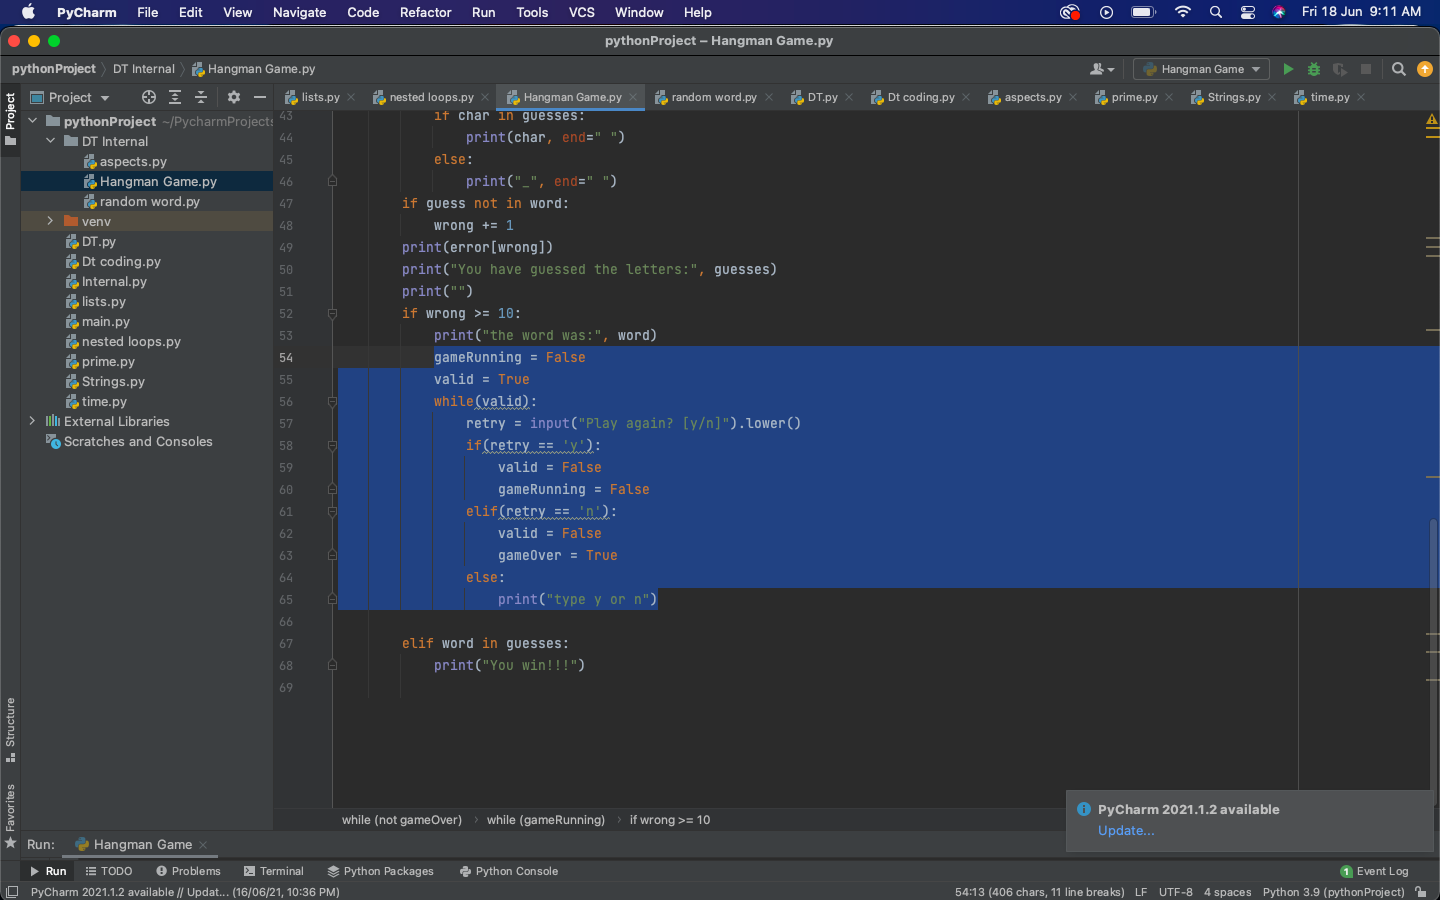 PyCharm File Edit View Navigate Code Refactor Run Tools VCS Window Help Fri 18 Jun 9:11 AM
pythonProject – Hangman Game.py
pythonProject DT Internal Hangman Game.py Hangman Game
Project lists.py nested loops.py Hangman Game.py random word.py DT.py Dt coding.py aspects.py prime.py Strings.py time.py
Project
pythonProject ~/PycharmProjects
DT Internal
aspects.py
Hangman Game.py
random word.py
venv
DT.py
Dt coding.py
Internal.py
lists.py
main.py
nested loops.py
prime.py
Strings.py
time.py
External Libraries
Scratches and Consoles
Structure
Favorites
43 if char in guesses:
44 print(char, end=" ")
45 else:
46 print("_", end=" ")
47 if guess not in word:
48 wrong += 1
49 print(error[wrong])
50 print("You have guessed the letters:", guesses)
51 print("")
52 if wrong >= 10:
53 print("the word was:", word)
54 gameRunning = False
55 valid = True
56 while(valid):
57 retry = input("Play again? [y/n]").lower()
58 if(retry == 'y'):
59 valid = False
60 gameRunning = False
61 elif(retry == 'n'):
62 valid = False
63 gameOver = True
64 else:
65 print("type y or n")
66
67 elif word in guesses:
68 print("You win!!!")
69
while (not gameOver) while (gameRunning) if wrong >= 10
PyCharm 2021.1.2 available
Update...
Run: Hangman Game
Run TODO Problems Terminal Python Packages Python Console 1 Event Log
PyCharm 2021.1.2 available // Updat... (16/06/21, 10:36 PM) 54:13 (406 chars, 11 line breaks) LF UTF-8 4 spaces Python 3.9 (pythonProject)